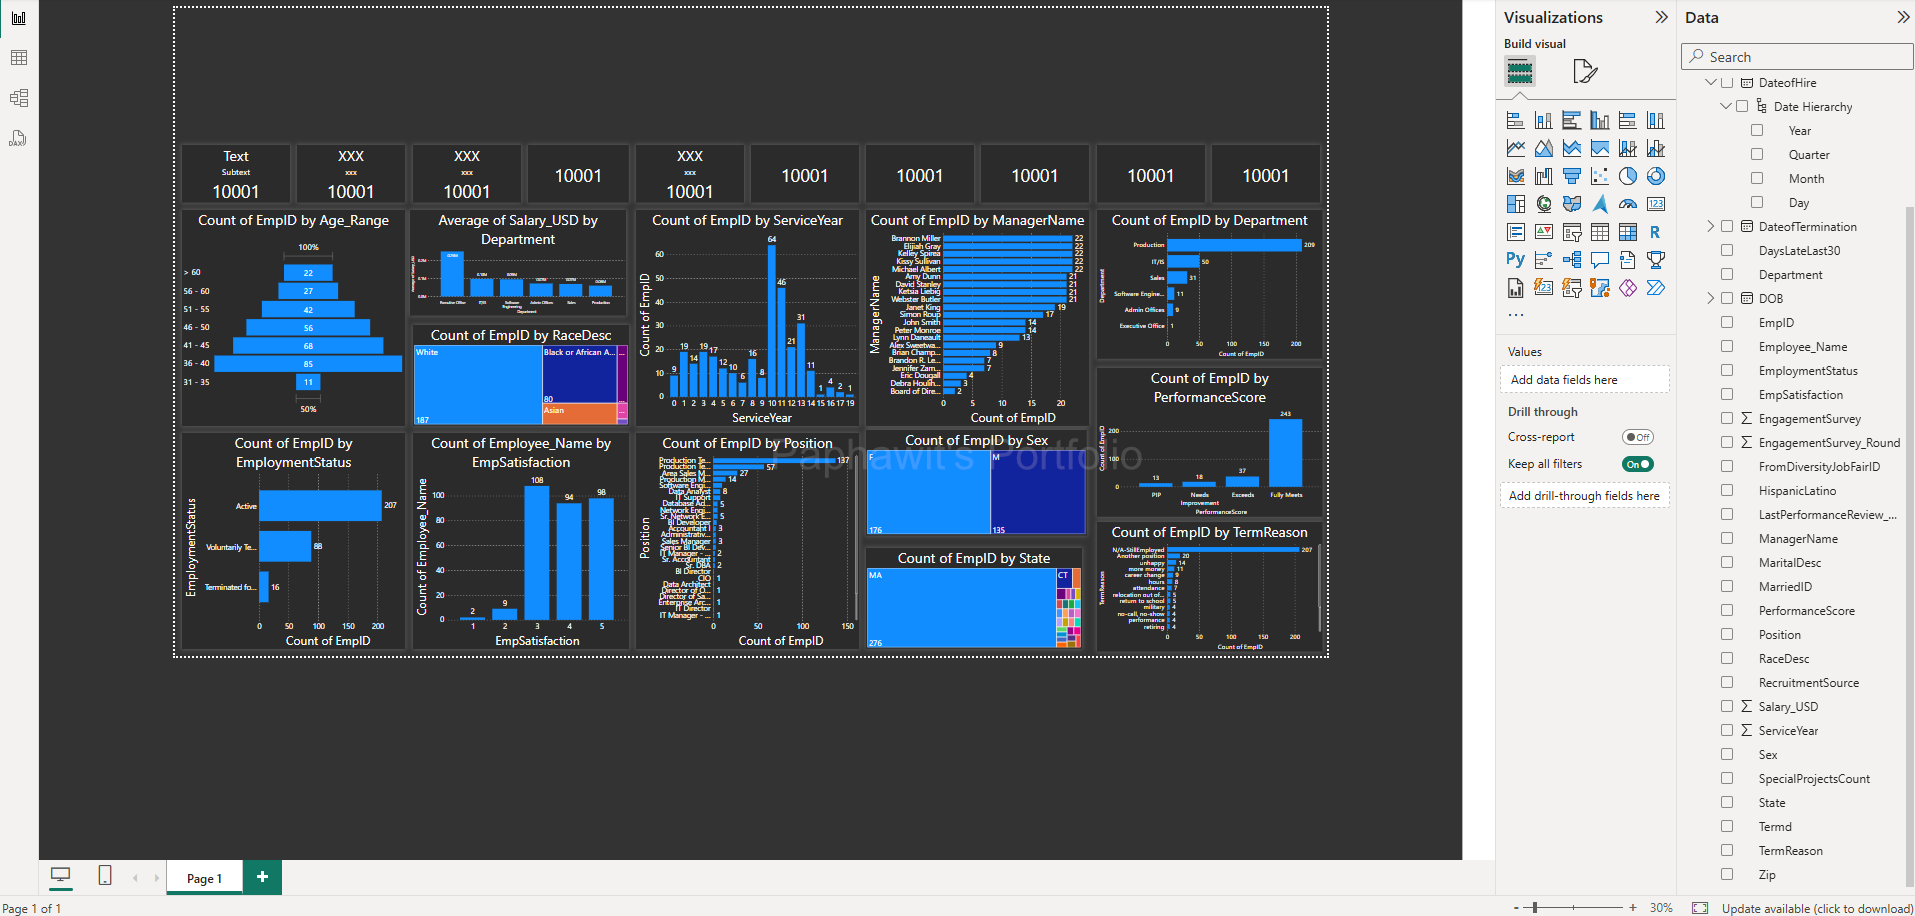 Visualizations
Data
Build visual
Search
DateofHire
Date Hierarchy
Year
Quarter
Month
Day
DateofTermination
DaysLateLast30
Department
DOB
EmpID
Employee_Name
EmploymentStatus
EmpSatisfaction
EngagementSurvey
EngagementSurvey_Round
FromDiversityJobFairID
HispanicLatino
LastPerformanceReview_...
ManagerName
MaritalDesc
MarriedID
PerformanceScore
Position
RaceDesc
RecruitmentSource
Salary_USD
ServiceYear
Sex
SpecialProjectsCount
State
Termd
TermReason
Zip
Values
Add data fields here
Drill through
Cross-report
Off
Keep all filters
On
Add drill-through fields here
Text
Subtext
10001
XXX
xxx
10001
XXX
xxx
10001
10001
XXX
xxx
10001
10001
10001
10001
10001
10001
Count of EmpID by Age_Range
100%
> 60 22
56 - 60 27
51 - 55 42
46 - 50 56
41 - 45 68
36 - 40 85
31 - 35 11
50%
Average of Salary_USD by
Department
Executive Office
IT/IS
Software
Engineering
Admin Offices
Sales
Production
Department
Count of EmpID by RaceDesc
White
187
Black or African A...
80
Asian
Count of EmpID by ServiceYear
Count of EmpID
60
50
40
30
20
10
0
9 19 14 19 17 12 10 6 16 8 64 46 21 31 11 1 4 2 1
0 1 2 3 4 5 6 7 8 9 10 11 12 13 14 15 16 17 19
ServiceYear
Count of EmpID by ManagerName
ManagerName
Brannon Miller 22
Elijiah Gray 22
Kelley Spirea 22
Kissy Sullivan 22
Michael Albert 22
Amy Dunn 21
David Stanley 21
Ketsia Liebig 21
Webster Butler 21
Janet King 19
Simon Roup 17
John Smith 14
Peter Monroe 14
Lynn Daneault 13
Alex Sweetwa... 9
Brian Champ... 8
Brandon R. Le... 7
Jennifer Zam... 7
Eric Dougall 4
Debra Houlih... 3
Board of Dire... 2
0 5 10 15 20
Count of EmpID
Count of EmpID by Department
Department
Production 209
IT/IS 50
Sales 31
Software Engine... 11
Admin Offices 9
Executive Office 1
0 50 100 150 200
Count of EmpID
Count of EmpID by
PerformanceScore
Count of EmpID
200
100
0
13 18 37 243
PIP
Needs
Improvement
Exceeds
Fully Meets
PerformanceScore
Count of EmpID by
EmploymentStatus
EmploymentStatus
Active 207
Voluntarily Te... 88
Terminated fo... 16
0 50 100 150 200
Count of EmpID
Count of Employee_Name by
EmpSatisfaction
Count of Employee_Name
100
80
60
40
20
0
2 9 108 94 98
1 2 3 4 5
EmpSatisfaction
Count of EmpID by Position
Position
Production Te... 137
Production Te... 57
Area Sales M... 27
Production M... 14
Software Engi...
Data Analyst 8
IT Support
Database Ad... 5
Network Engi...
Sr. Network E... 5
BI Developer
Accountant I 3
Administrativ...
Sales Manager 3
Senior BI Dev...
IT Manager - ... 2
Sr. Accountant
Sr. DBA 2
BI Director
CIO 1
Data Architect
Director of O... 1
Director of Sa...
Enterprise Arc... 1
IT Director
IT Manager - ... 1
0 50 100 150
Count of EmpID
Paphawit's Portfolio
Count of EmpID by Sex
F
176
M
135
Count of EmpID by State
MA
276
CT
Count of EmpID by TermReason
TermReason
N/A-StillEmployed 207
Another position 20
unhappy 14
more money 11
career change 9
hours 8
attendance 7
relocation out of... 5
return to school 5
military 4
no-call, no-show 4
performance 4
retiring 4
0 50 100 150 200
Count of EmpID
Page 1
Page 1 of 1
30%
Update available (click to download)